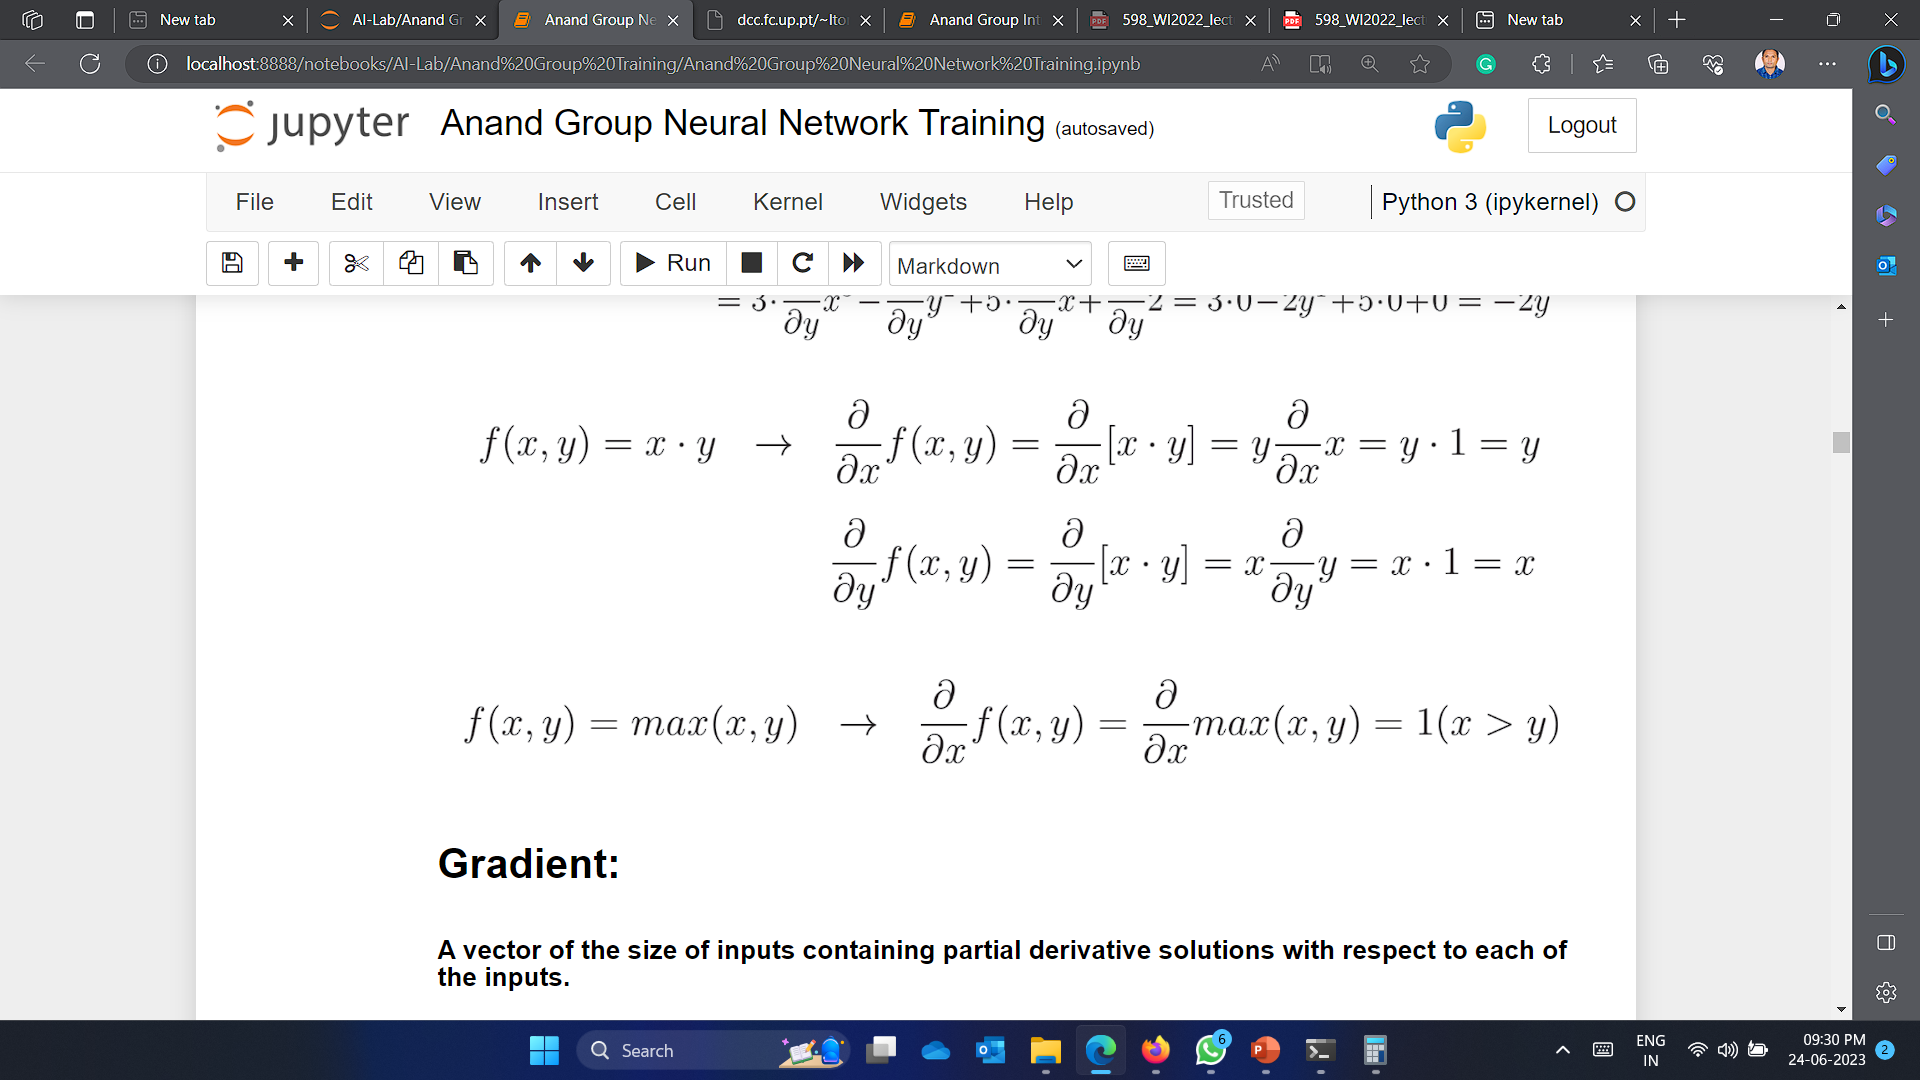 New tab
AI-Lab/Anand Gr
Anand Group Ne
dcc.fc.up.pt/~lto
Anand Group Int
598_WI2022_lect
598_WI2022_lect
New tab
localhost:8888/notebooks/AI-Lab/Anand%20Group%20Training/Anand%20Group%20Neural%20Network%20Training.ipynb
jupyter Anand Group Neural Network Training (autosaved)
Logout
File Edit View Insert Cell Kernel Widgets Help
Trusted
Python 3 (ipykernel)
Run
Markdown
f(x, y) = x · y → ∂/∂x f(x, y) = ∂/∂x [x · y] = y ∂/∂x x = y · 1 = y
∂/∂y f(x, y) = ∂/∂y [x · y] = x ∂/∂y y = x · 1 = x
f(x, y) = max(x, y) → ∂/∂x f(x, y) = ∂/∂x max(x, y) = 1(x > y)
Gradient:
A vector of the size of inputs containing partial derivative solutions with respect to each of
the inputs.
Search
6
ENG
IN
09:30 PM
24-06-2023
2